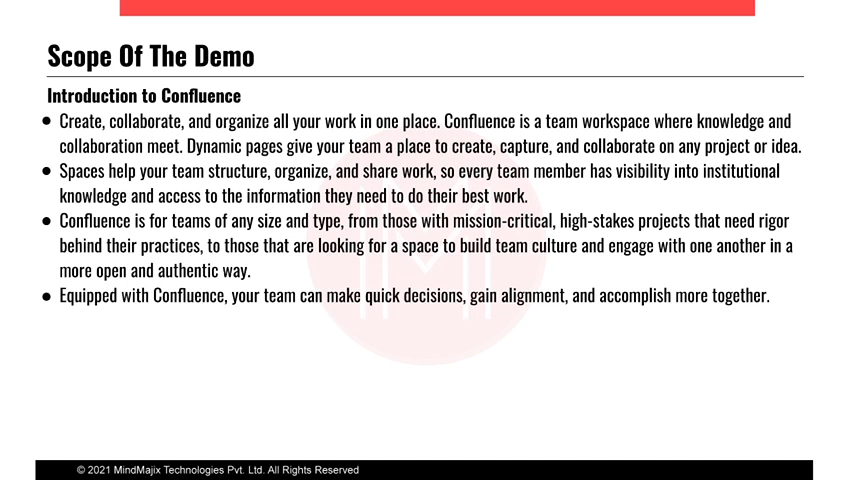 Scope Of The Demo
Introduction to Confluence
● Create, collaborate, and organize all your work in one place. Confluence is a team workspace where knowledge and
collaboration meet. Dynamic pages give your team a place to create, capture, and collaborate on any project or idea.
● Spaces help your team structure, organize, and share work, so every team member has visibility into institutional
knowledge and access to the information they need to do their best work.
● Confluence is for teams of any size and type, from those with mission-critical, high-stakes projects that need rigor
behind their practices, to those that are looking for a space to build team culture and engage with one another in a
more open and authentic way.
● Equipped with Confluence, your team can make quick decisions, gain alignment, and accomplish more together.
© 2021 MindMajix Technologies Pvt. Ltd. All Rights Reserved